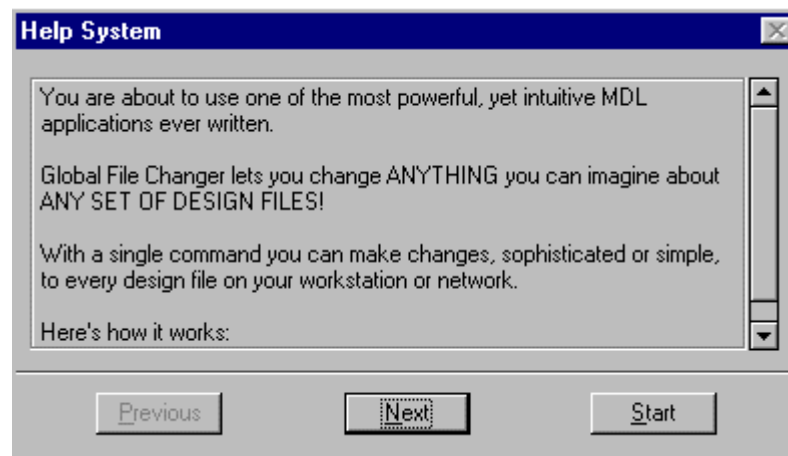 Help System
You are about to use one of the most powerful, yet intuitive MDL
applications ever written.
Global File Changer lets you change ANYTHING you can imagine about
ANY SET OF DESIGN FILES!
With a single command you can make changes, sophisticated or simple,
to every design file on your workstation or network.
Here's how it works:
Previous
Next
Start